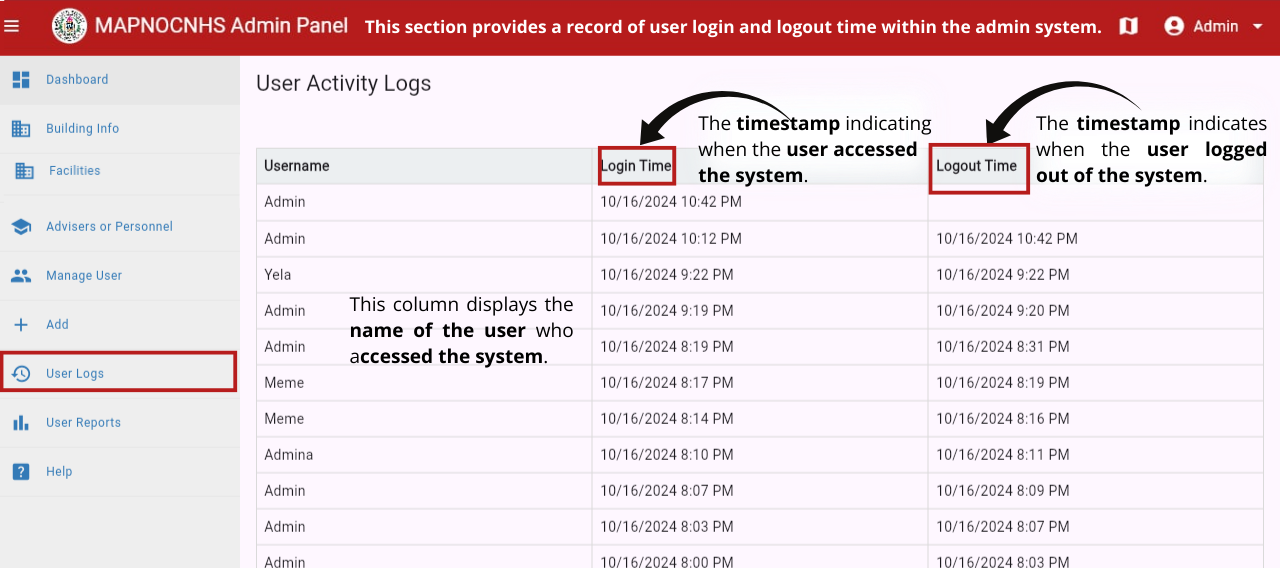 MAPNOCNHS Admin Panel This section provides a record of user login and logout time within the admin system. Admin
Dashboard
Building Info
Facilities
Advisers or Personnel
Manage User
Add
User Logs
User Reports
Help
User Activity Logs
The timestamp indicating
when the user accessed
the system.
The timestamp indicates
when the user logged
out of the system.
Username Login Time Logout Time
Admin 10/16/2024 10:42 PM
Admin 10/16/2024 10:12 PM 10/16/2024 10:42 PM
Yela 10/16/2024 9:22 PM 10/16/2024 9:22 PM
Admin 10/16/2024 9:19 PM 10/16/2024 9:20 PM
Admin 10/16/2024 8:19 PM 10/16/2024 8:31 PM
Meme 10/16/2024 8:17 PM 10/16/2024 8:19 PM
Meme 10/16/2024 8:14 PM 10/16/2024 8:16 PM
Admina 10/16/2024 8:10 PM 10/16/2024 8:11 PM
Admin 10/16/2024 8:07 PM 10/16/2024 8:09 PM
Admin 10/16/2024 8:03 PM 10/16/2024 8:07 PM
Admin 10/16/2024 8:00 PM 10/16/2024 8:03 PM
This column displays the
name of the user who
accessed the system.